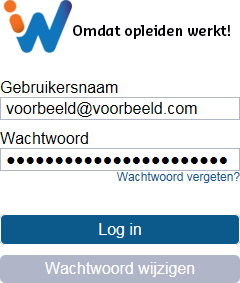 Omdat opleiden werkt!
Gebruikersnaam
voorbeeld@voorbeeld.com
Wachtwoord
●●●●●●●●●●●●●●●●●●●●●●●
Wachtwoord vergeten?
Log in
Wachtwoord wijzigen